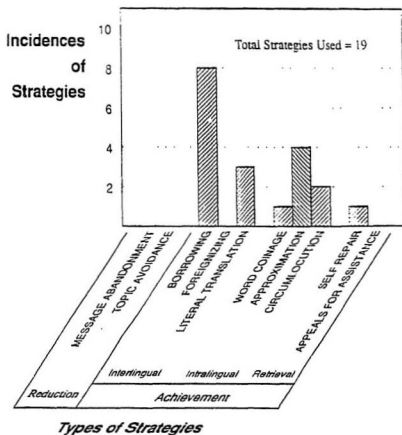 Incidences
of
Strategies
10
8
6
4
2
Total Strategies Used = 19
MESSAGE ABANDONMENT
TOPIC AVOIDANCE
BORROWING
FOREIGNIZING
LITERAL TRANSLATION
WORD COINAGE
APPROXIMATION
CIRCUMLOCUTION
SELF REPAIR
APPEALS FOR ASSISTANCE
Interlingual
Intralingual
Retrieval
Reduction
Achievement
Types of Strategies